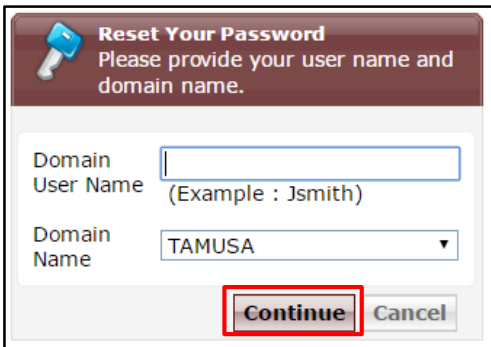 Reset Your Password
Please provide your user name and
domain name.
Domain
User Name
(Example : Jsmith)
Domain
Name
TAMUSA
Continue Cancel